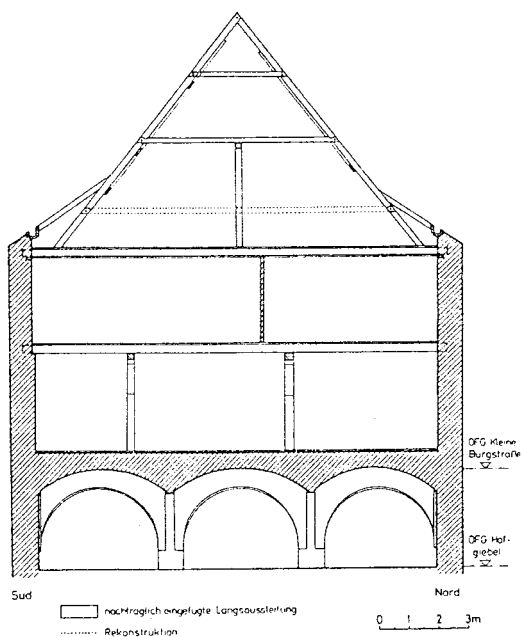 OFG Kleine
Burgstraße
OFG Hof-
giebel
Süd
Nord
nachträglich eingefügte Längsaussteifung
Rekonstruktion
0 1 2 3m